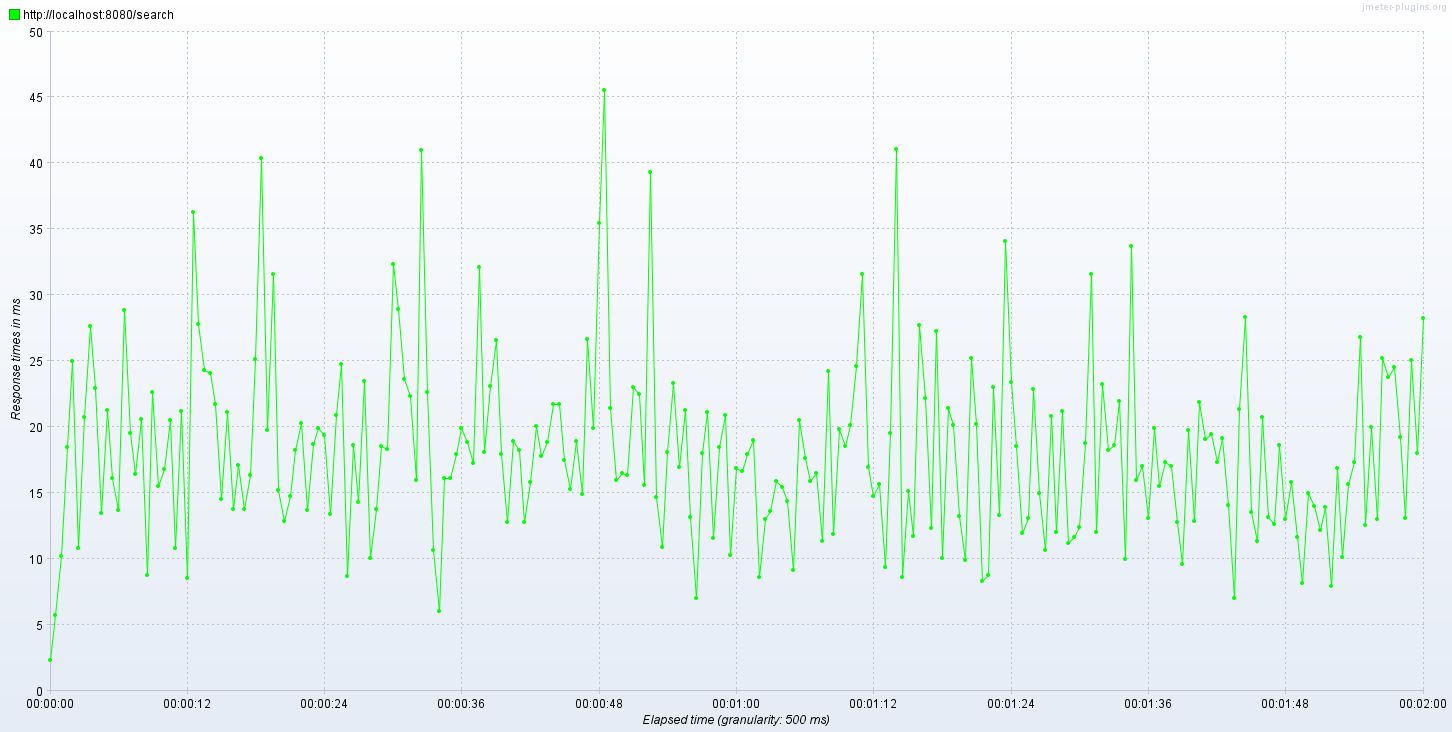 http://localhost:8080/search
jmeter-plugins.org
50
45
40
35
30
25
20
15
10
5
0
Response times in ms
00:00:00 00:00:12 00:00:24 00:00:36 00:00:48 00:01:00 00:01:12 00:01:24 00:01:36 00:01:48 00:02:00
Elapsed time (granularity: 500 ms)